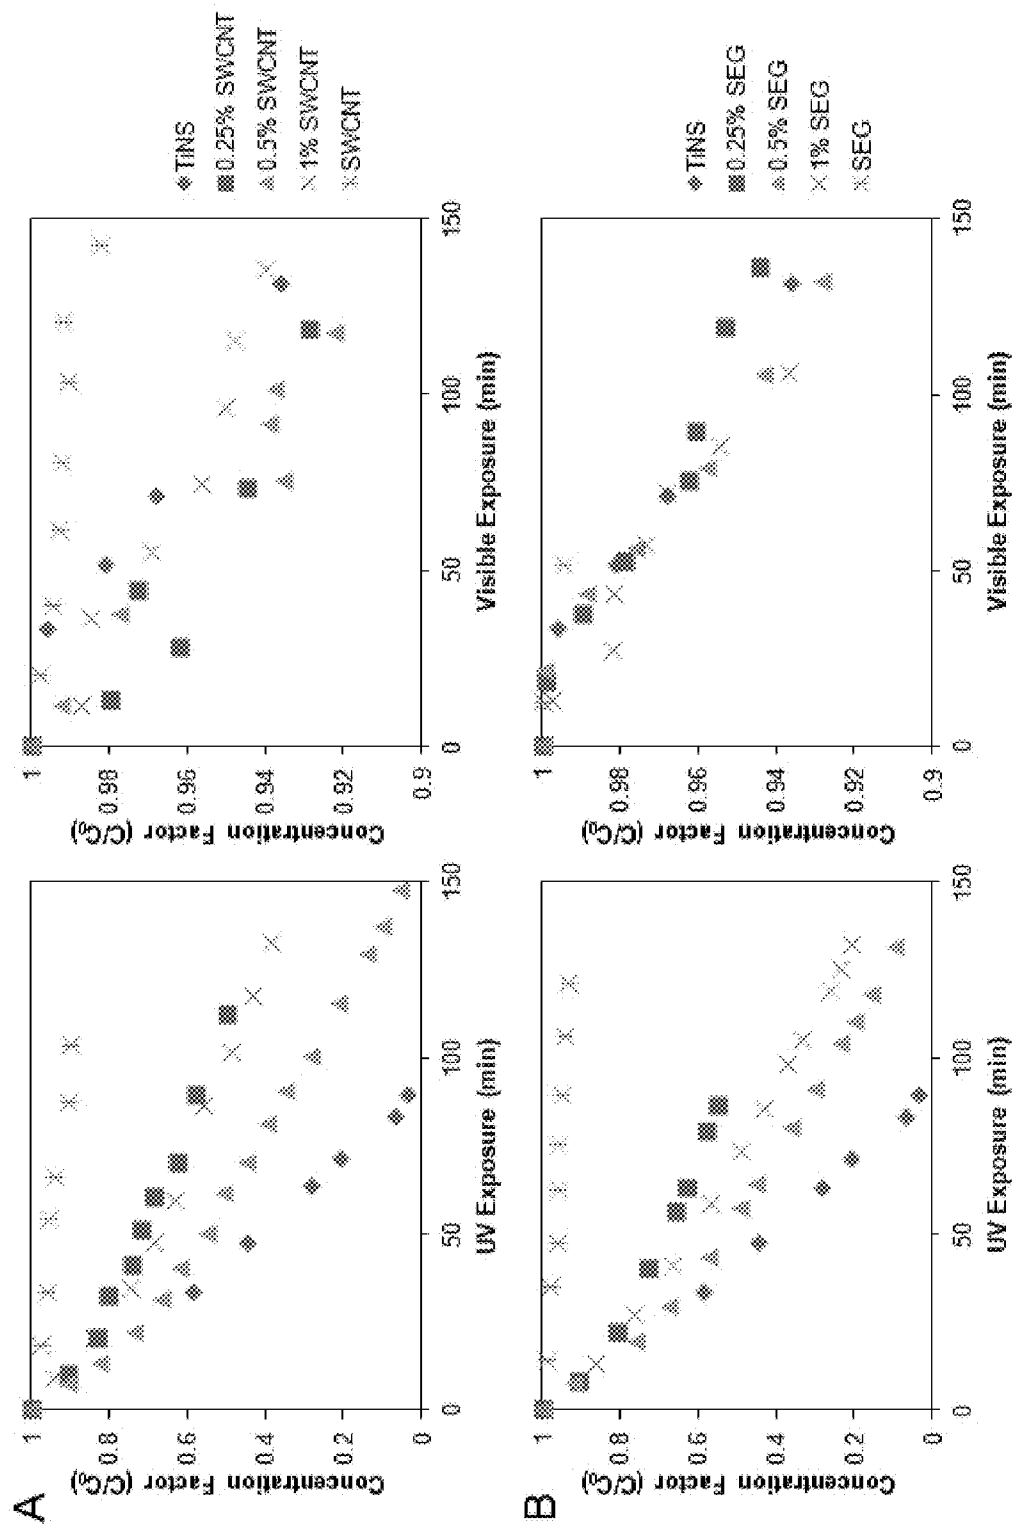 A
Concentration Factor (C/C0)
1
0.8
0.6
0.4
0.2
0
0
50
100
150
UV Exposure (min)
Concentration Factor (C/C0)
1
0.98
0.96
0.94
0.92
0.9
0
50
100
150
Visible Exposure (min)
TiNS
0.25% SWCNT
0.5% SWCNT
1% SWCNT
SWCNT
B
Concentration Factor (C/C0)
1
0.8
0.6
0.4
0.2
0
0
50
100
150
UV Exposure (min)
Concentration Factor (C/C0)
1
0.98
0.96
0.94
0.92
0.9
0
50
100
150
Visible Exposure (min)
TiNS
0.25% SEG
0.5% SEG
1% SEG
SEG